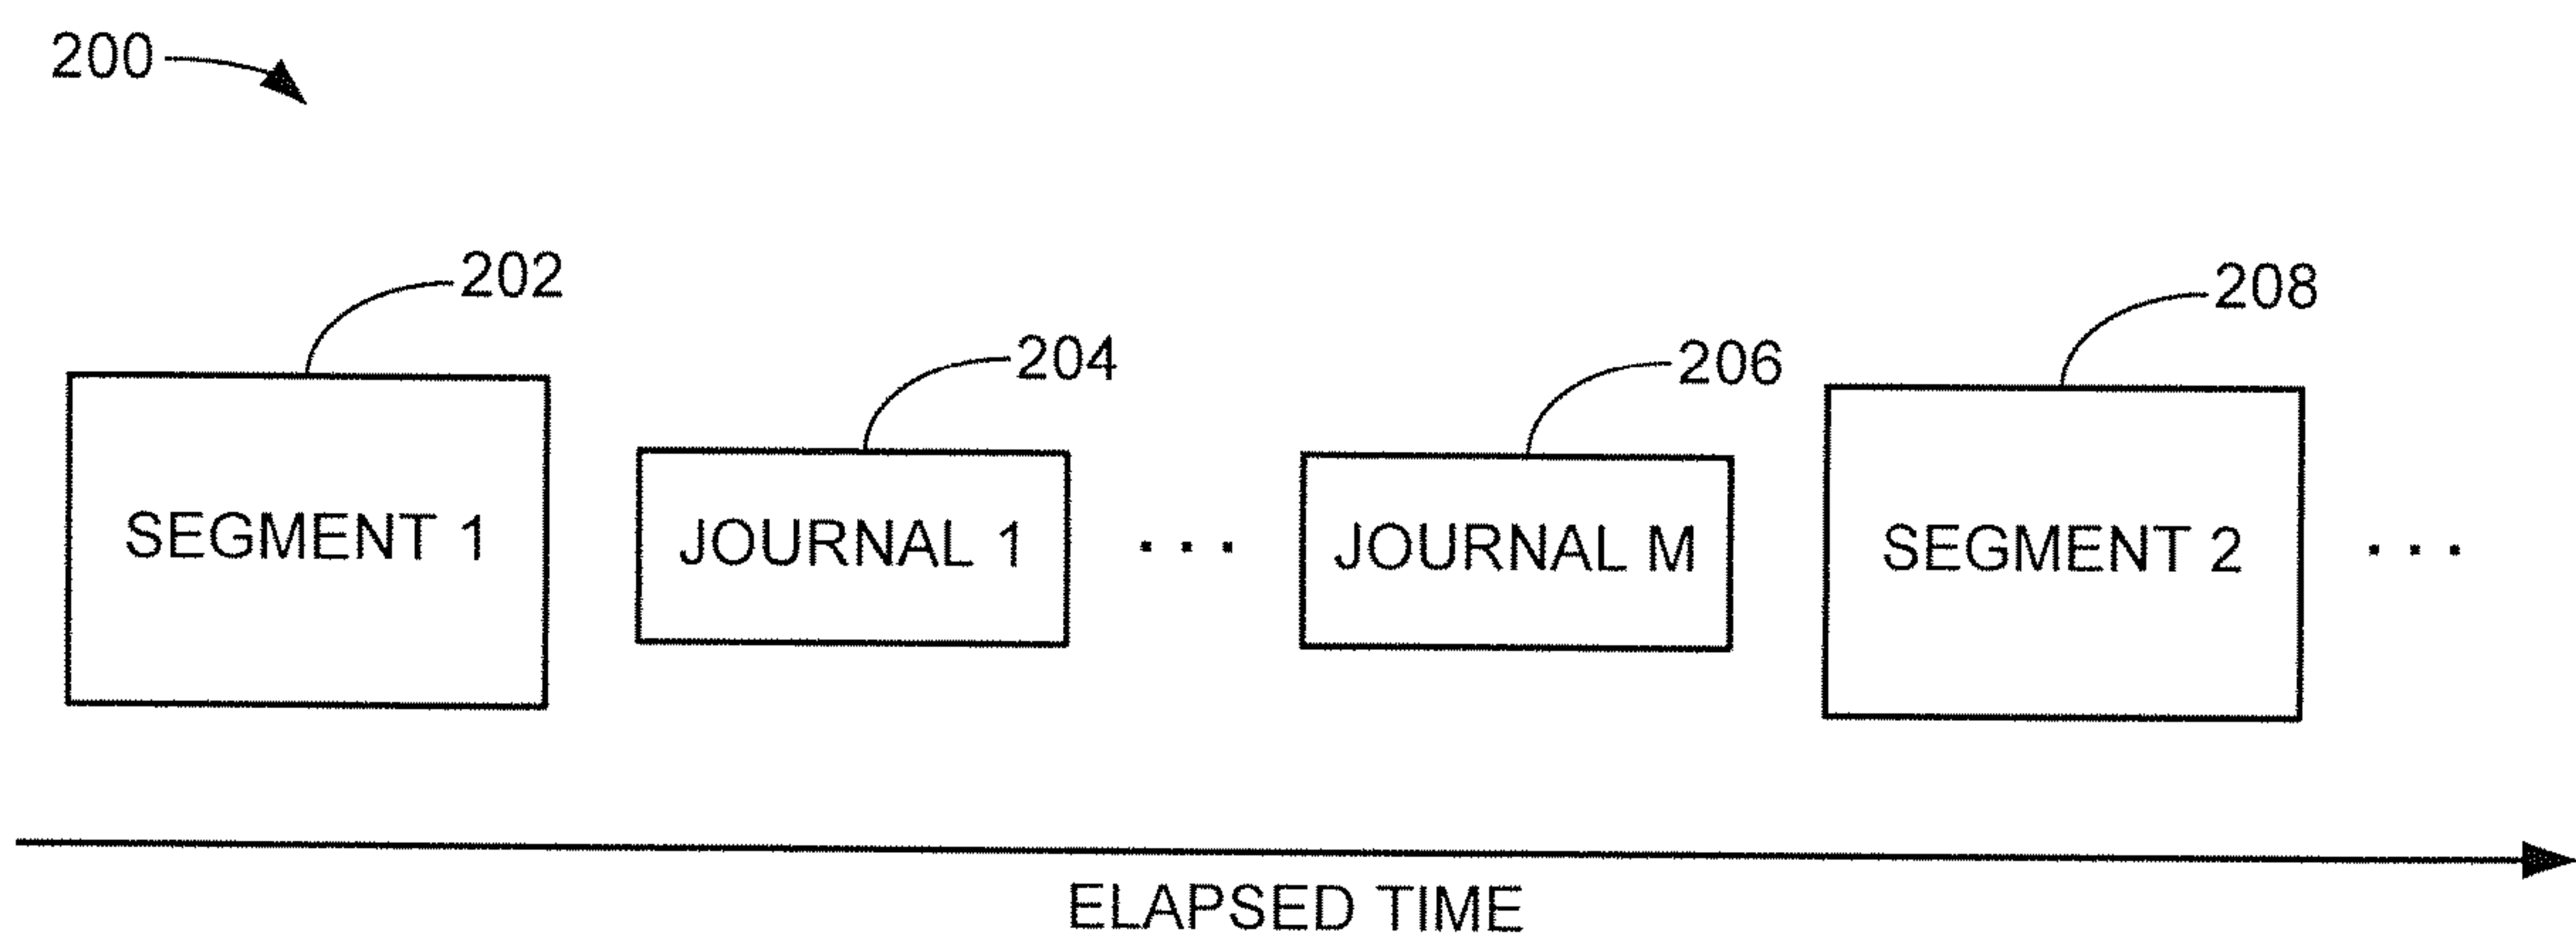 200
202
204
206
208
SEGMENT 1
JOURNAL 1
. . .
JOURNAL M
SEGMENT 2
. . .
ELAPSED TIME